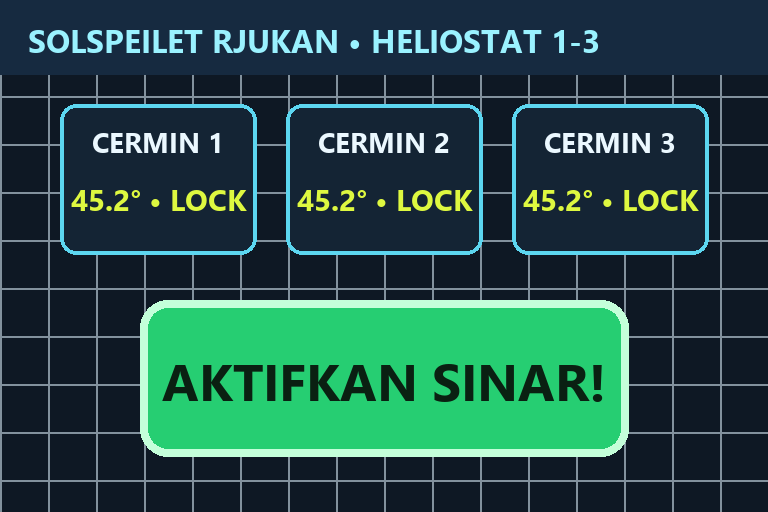 SOLSPEILET RJUKAN • HELIOSTAT 1-3
CERMIN 1
45.2° • LOCK
CERMIN 2
45.2° • LOCK
CERMIN 3
45.2° • LOCK
AKTIFKAN SINAR!